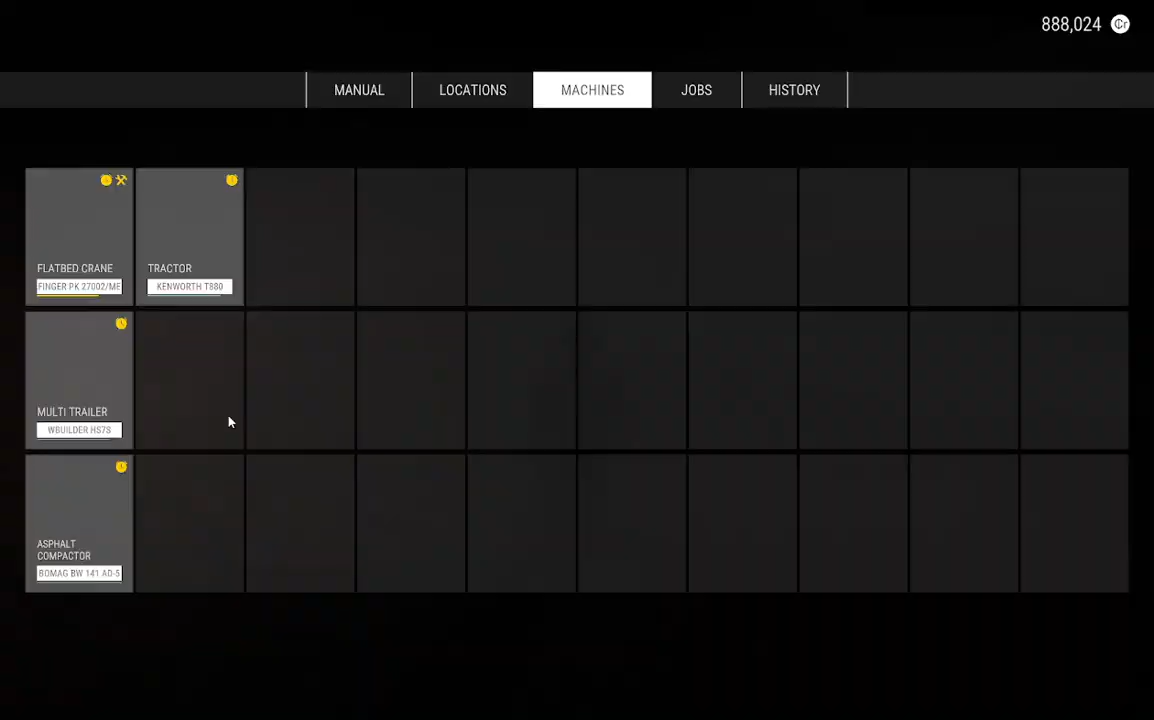 888,024 Cr
MANUAL
LOCATIONS
MACHINES
JOBS
HISTORY
FLATBED CRANE
FINGER PK 27002/ME
TRACTOR
KENWORTH T880
MULTI TRAILER
WBUILDER HS7S
ASPHALT
COMPACTOR
BOMAG BW 141 AD-5